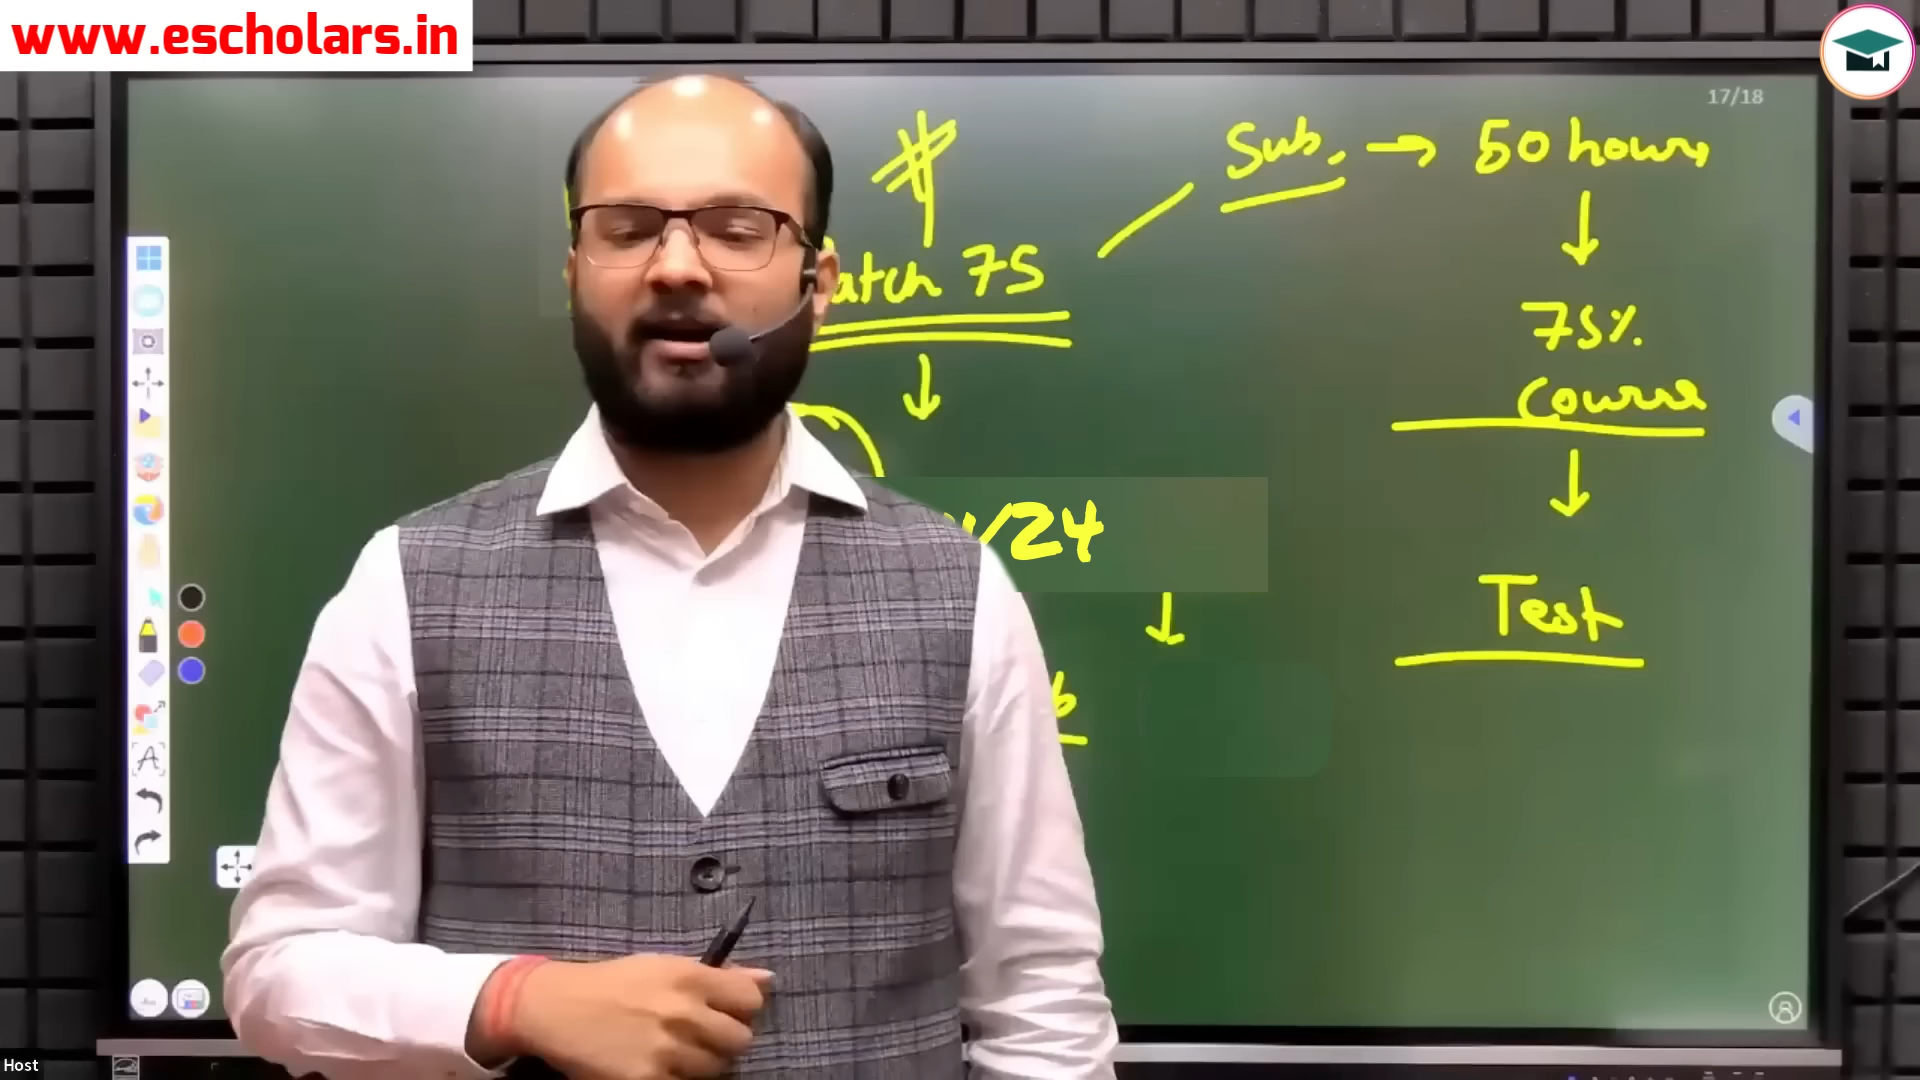 www.escholars.in
17/18
Sub. → 50 hours
atch 75
75%
Course
/24
Test
b
Host